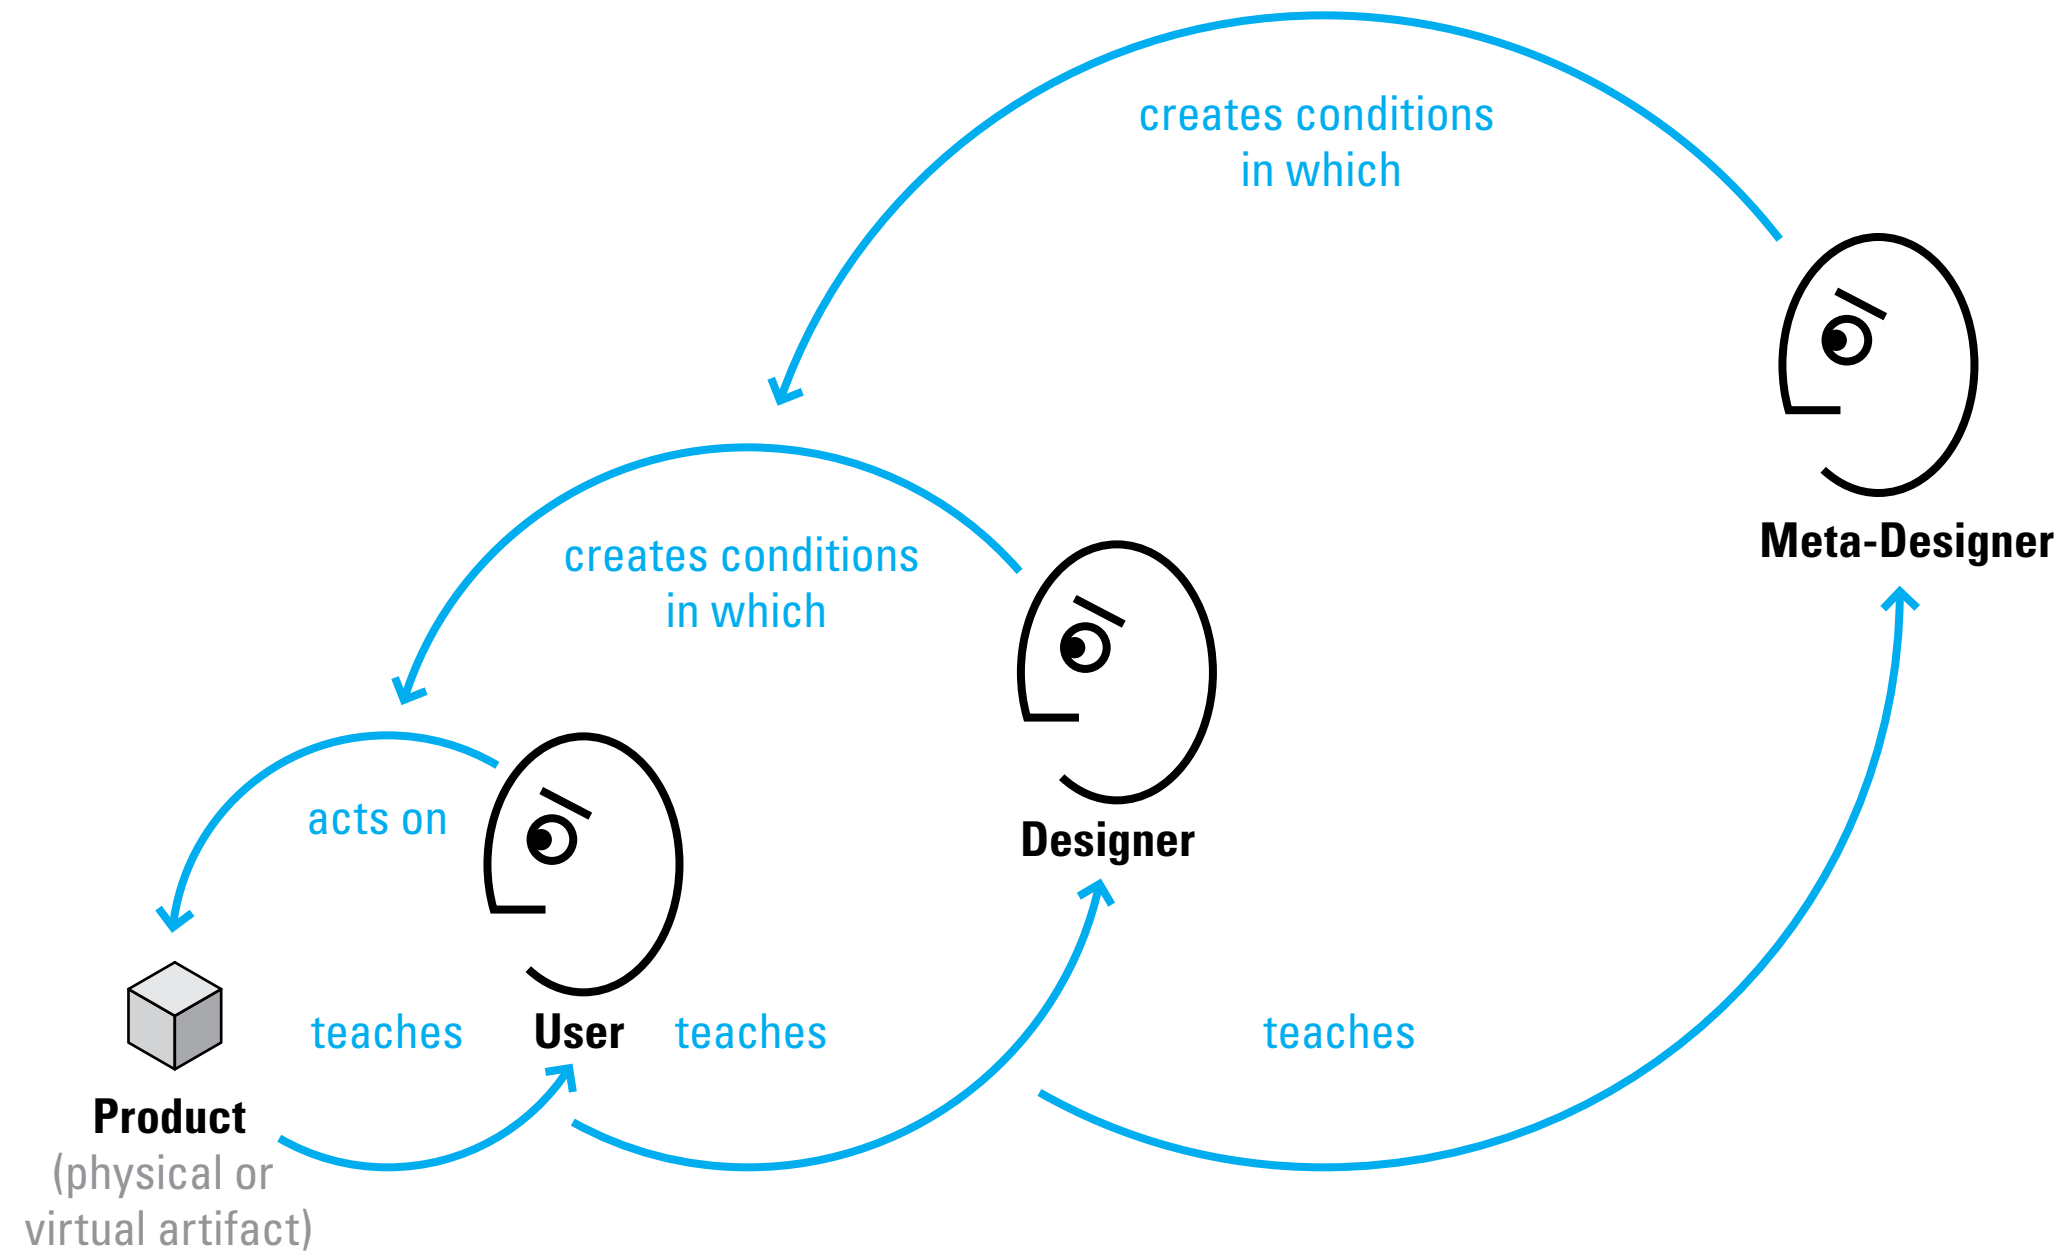 creates conditions
in which
Meta-Designer
creates conditions
in which
Designer
acts on
teaches
User
teaches
teaches
Product
(physical or
virtual artifact)